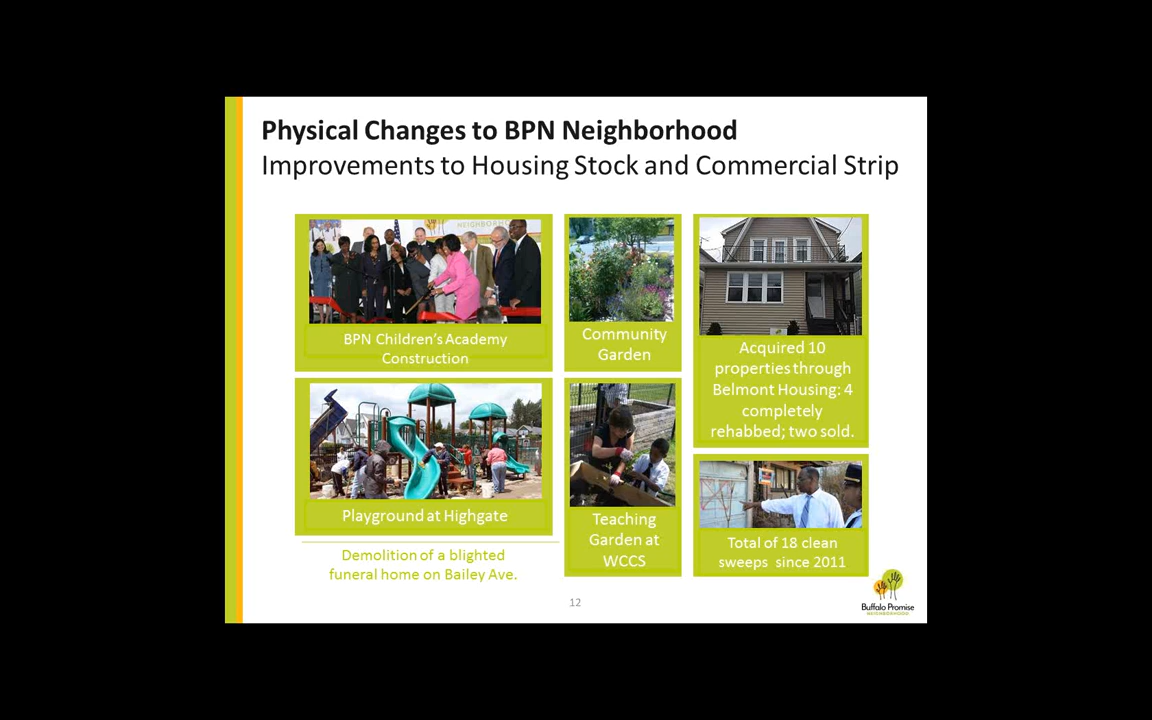 Physical Changes to BPN Neighborhood
Improvements to Housing Stock and Commercial Strip
BPN Children's Academy
Construction
Community
Garden
Acquired 10
properties through
Belmont Housing: 4
completely
rehabbed; two sold.
Playground at Highgate
Teaching
Garden at
WCCS
Total of 18 clean
sweeps since 2011
Demolition of a blighted
funeral home on Bailey Ave.
12
Buffalo Promise